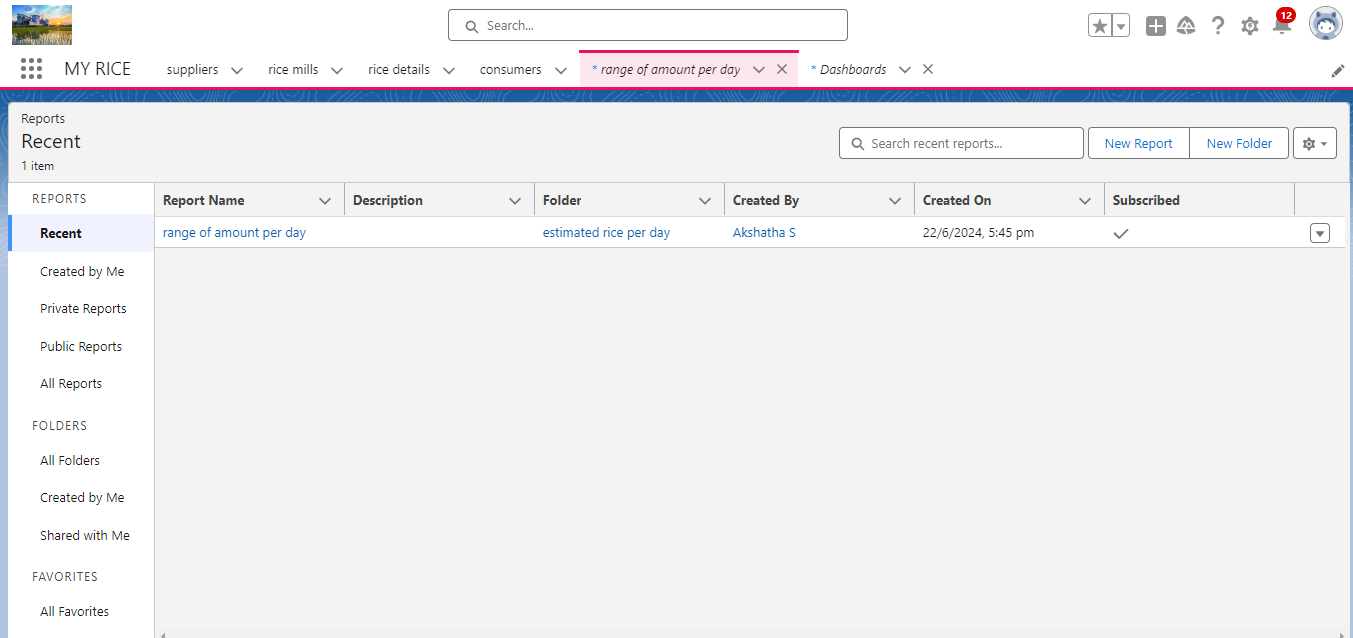 Search...
12
MY RICE suppliers rice mills rice details consumers * range of amount per day * Dashboards
Reports
Recent
1 item
Search recent reports...
New Report New Folder
REPORTS
Recent
Created by Me
Private Reports
Public Reports
All Reports
FOLDERS
All Folders
Created by Me
Shared with Me
FAVORITES
All Favorites
Report Name Description Folder Created By Created On Subscribed
range of amount per day estimated rice per day Akshatha S 22/6/2024, 5:45 pm